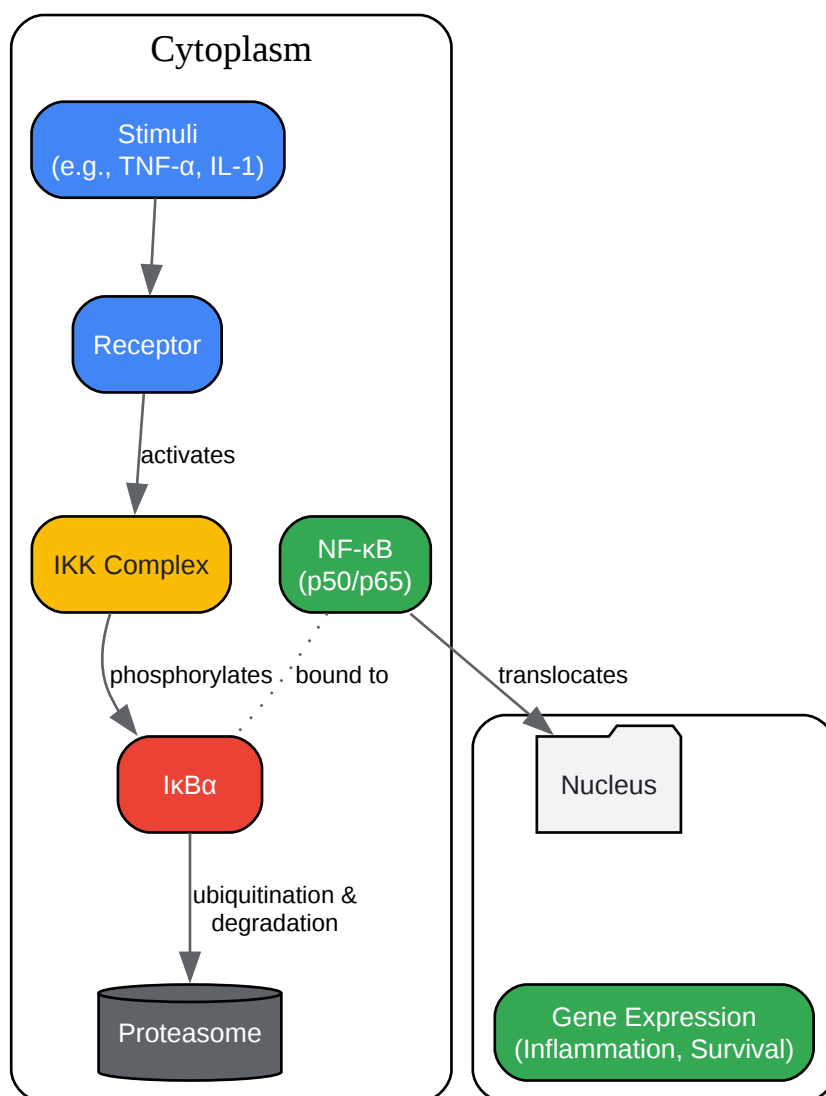 Cytoplasm
Stimuli
(e.g., TNF-α, IL-1)
Receptor
activates
IKK Complex
NF-κB
(p50/p65)
phosphorylates
bound to
translocates
IκBα
Nucleus
ubiquitination &
degradation
Proteasome
Gene Expression
(Inflammation, Survival)